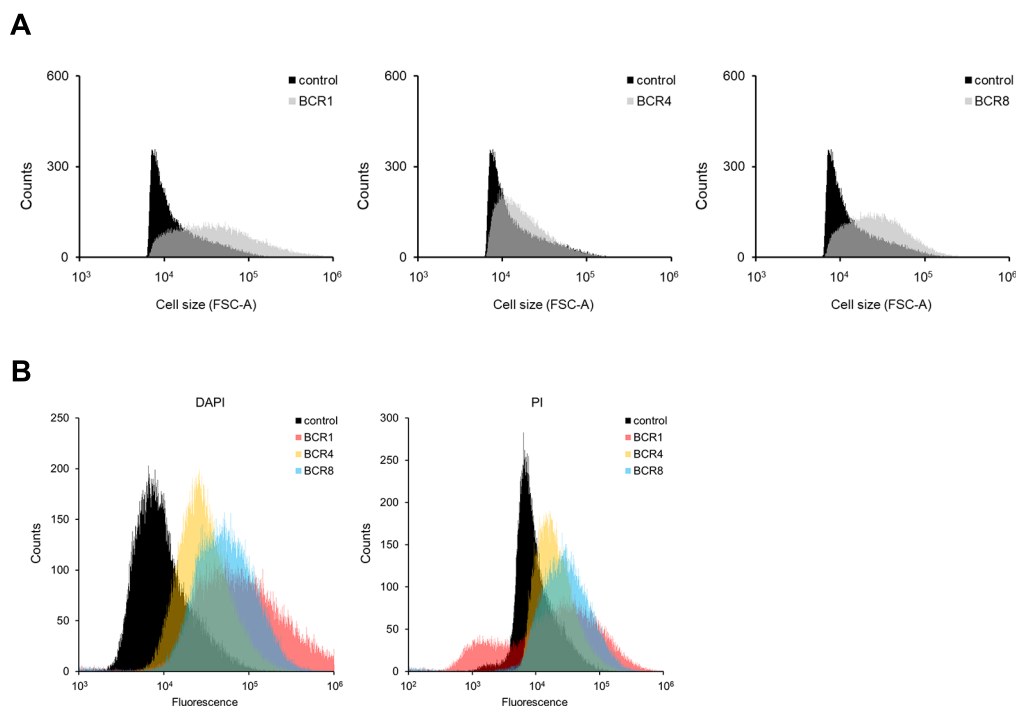 A
600
300
0
Counts
10³ 10⁴ 10⁵ 10⁶
Cell size (FSC-A)
control
BCR1
600
300
0
Counts
10³ 10⁴ 10⁵ 10⁶
Cell size (FSC-A)
control
BCR4
600
300
0
Counts
10³ 10⁴ 10⁵ 10⁶
Cell size (FSC-A)
control
BCR8
B
DAPI
250
200
150
100
50
0
Counts
10³ 10⁴ 10⁵ 10⁶
Fluorescence
control
BCR1
BCR4
BCR8
PI
300
250
200
150
100
50
0
Counts
10² 10³ 10⁴ 10⁵ 10⁶
Fluorescence
control
BCR1
BCR4
BCR8